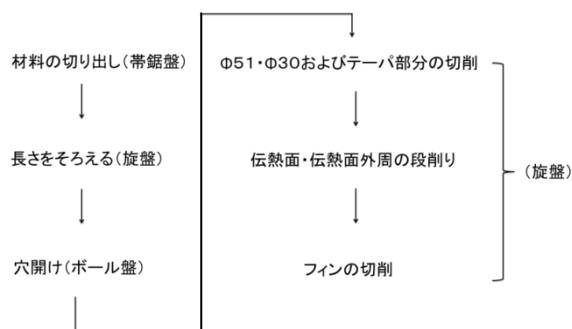 材料の切り出し(帯鋸盤)
長さをそろえる(旋盤)
穴開け(ボール盤)
Φ51・Φ30およびテーパ部分の切削
伝熱面・伝熱面外周の段削り
フィンの切削
(旋盤)